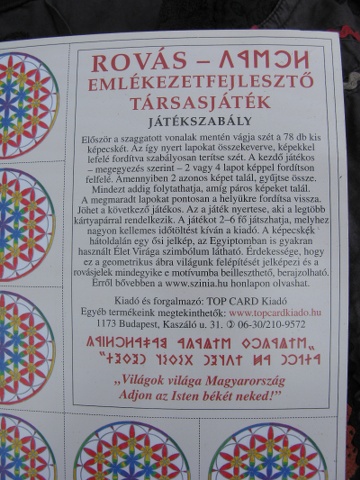 ROVÁS –
EMLÉKEZETFEJLESZTŐ
TÁRSASJÁTÉK
JÁTÉKSZABÁLY
Először a szaggatott vonalak mentén vágja szét a 78 db kis
képecskét. Az így nyert lapokat összekeverve, képekkel
lefelé fordítva szabályosan terítse szét. A kezdő játékos
– megegyezés szerint – 2 vagy 4 lapot képpel fordítson
felfelé. Amennyiben 2 azonos képet talál, gyűjtse össze.
Mindezt addig folytathatja, amíg páros képeket talál.
A megmaradt lapokat pontosan a helyükre fordítsa vissza.
Jöhet a következő játékos. Az a játék nyertese, aki a legtöbb
kártyapárral rendelkezik. A játékot 2–6 fő játszhatja, melyhez
nagyon kellemes időtöltést kíván a kiadó. A képecskék
hátoldalán egy ősi jelkép, az Egyiptomban is gyakran
használt Élet Virága szimbólum látható. Érdekessége, hogy
ez a geometrikus ábra világunk felépítését jelképezi és a
rovásjelek mindegyike e motívumba beilleszthető, berajzolható.
Erről bővebben a www.szinia.hu honlapon olvashat.
Kiadó és forgalmazó: TOP CARD Kiadó
Egyéb termékeink megtekinthetők: www.topcardkiado.hu
1173 Budapest, Kaszáló u. 31. ✆ 06-30/210-9572
„Világok világa Magyarország
Adjon az Isten békét neked!”